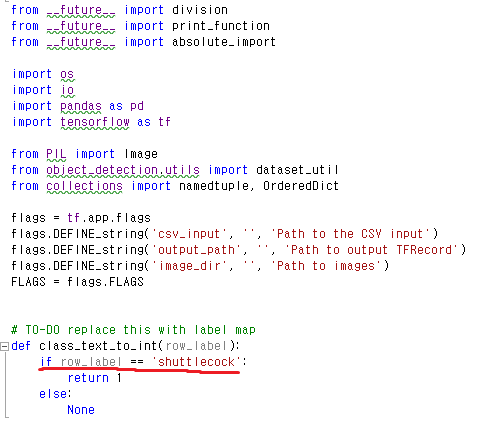 from __future__ import division
from __future__ import print_function
from __future__ import absolute_import
import os
import io
import pandas as pd
import tensorflow as tf
from PIL import Image
from object_detection.utils import dataset_util
from collections import namedtuple, OrderedDict
flags = tf.app.flags
flags.DEFINE_string('csv_input', '', 'Path to the CSV input')
flags.DEFINE_string('output_path', '', 'Path to output TFRecord')
flags.DEFINE_string('image_dir', '', 'Path to images')
FLAGS = flags.FLAGS
# TO-DO replace this with label map
def class_text_to_int(row_label):
    if row_label == 'shuttlecock':
        return 1
    else:
        None